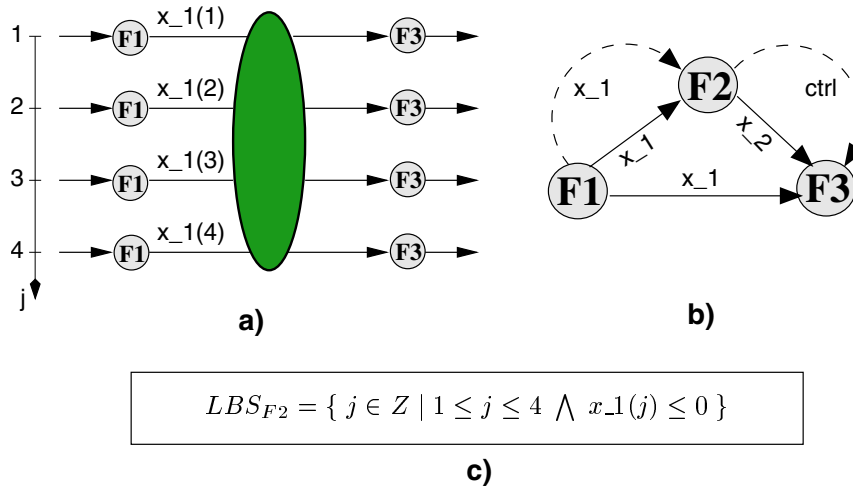 1 F1 x_1(1) F3
2 F1 x_1(2) F3
3 F1 x_1(3) F3
4 F1 x_1(4) F3
j
a)
x_1 F2 ctrl
x_1 x_2
F1 x_1 F3
b)
LBS_{F2} = { j ∈ Z | 1 ≤ j ≤ 4 ⋀ x_1(j) ≤ 0 }
c)